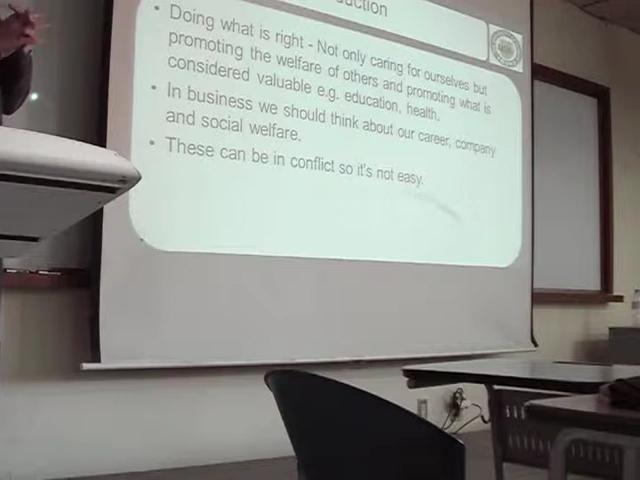 • Doing what is right - Not only caring for ourselves but
promoting the welfare of others and promoting what is
considered valuable e.g. education, health.
• In business we should think about our career, company
and social welfare.
• These can be in conflict so it's not easy.